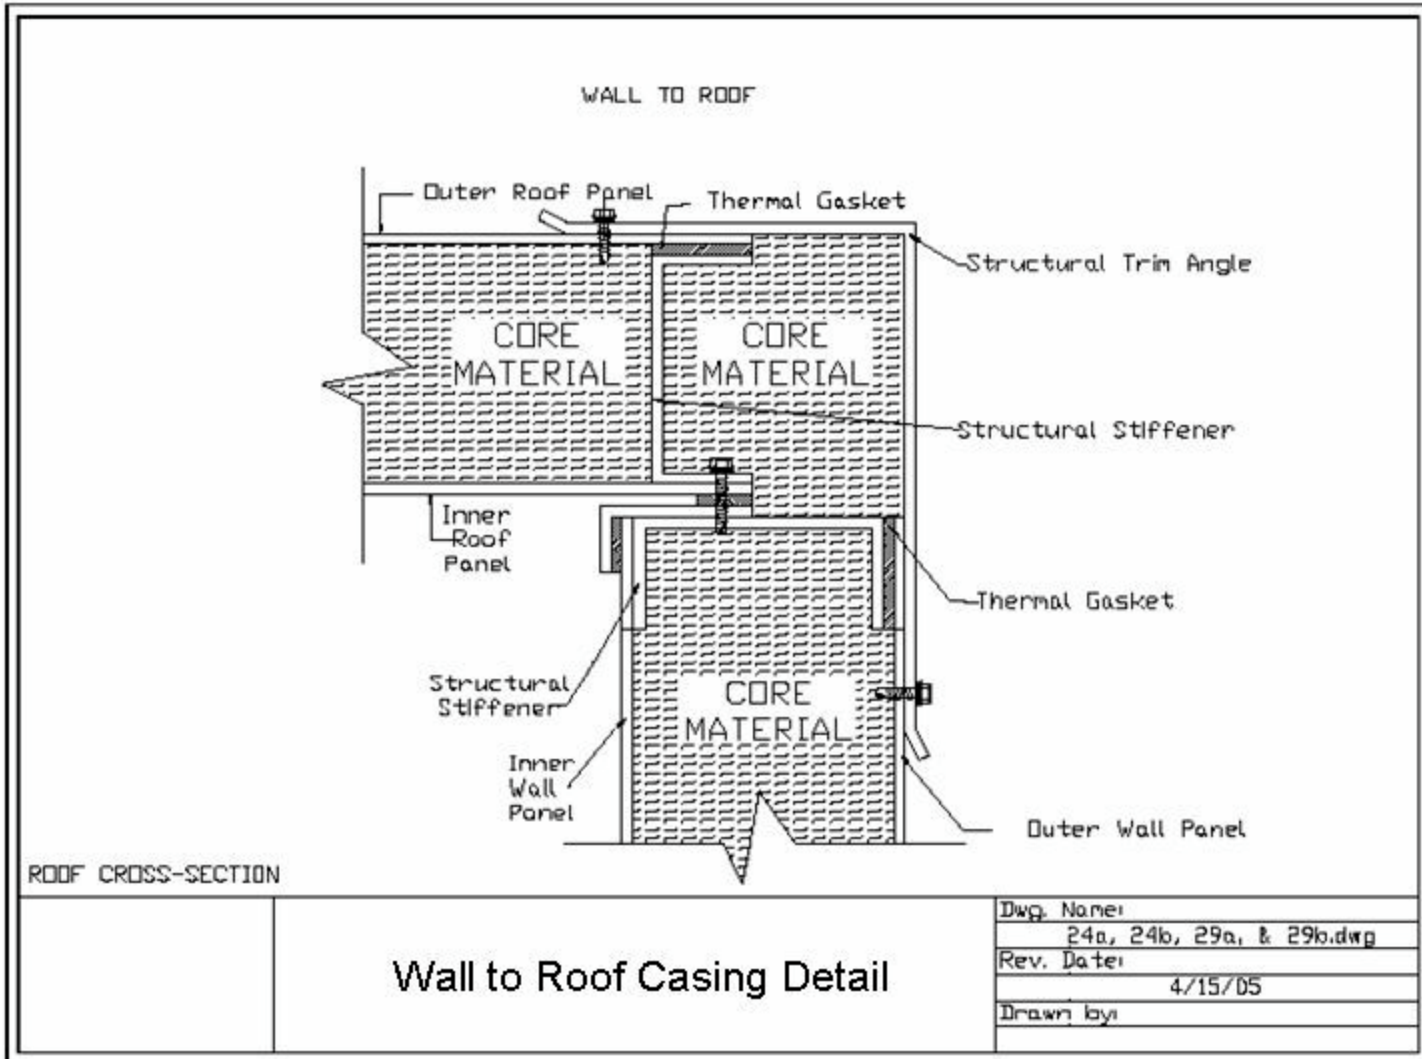 WALL TO ROOF
Outer Roof Panel
Thermal Gasket
Structural Trim Angle
CORE
MATERIAL
CORE
MATERIAL
Structural Stiffener
Inner
Roof
Panel
Thermal Gasket
Structural
Stiffener
CORE
MATERIAL
Inner
Wall
Panel
Outer Wall Panel
ROOF CROSS-SECTION
Wall to Roof Casing Detail
Dwg. Name:
24a, 24b, 29a, & 29b.dwg
Rev. Date:
4/15/05
Drawn by: